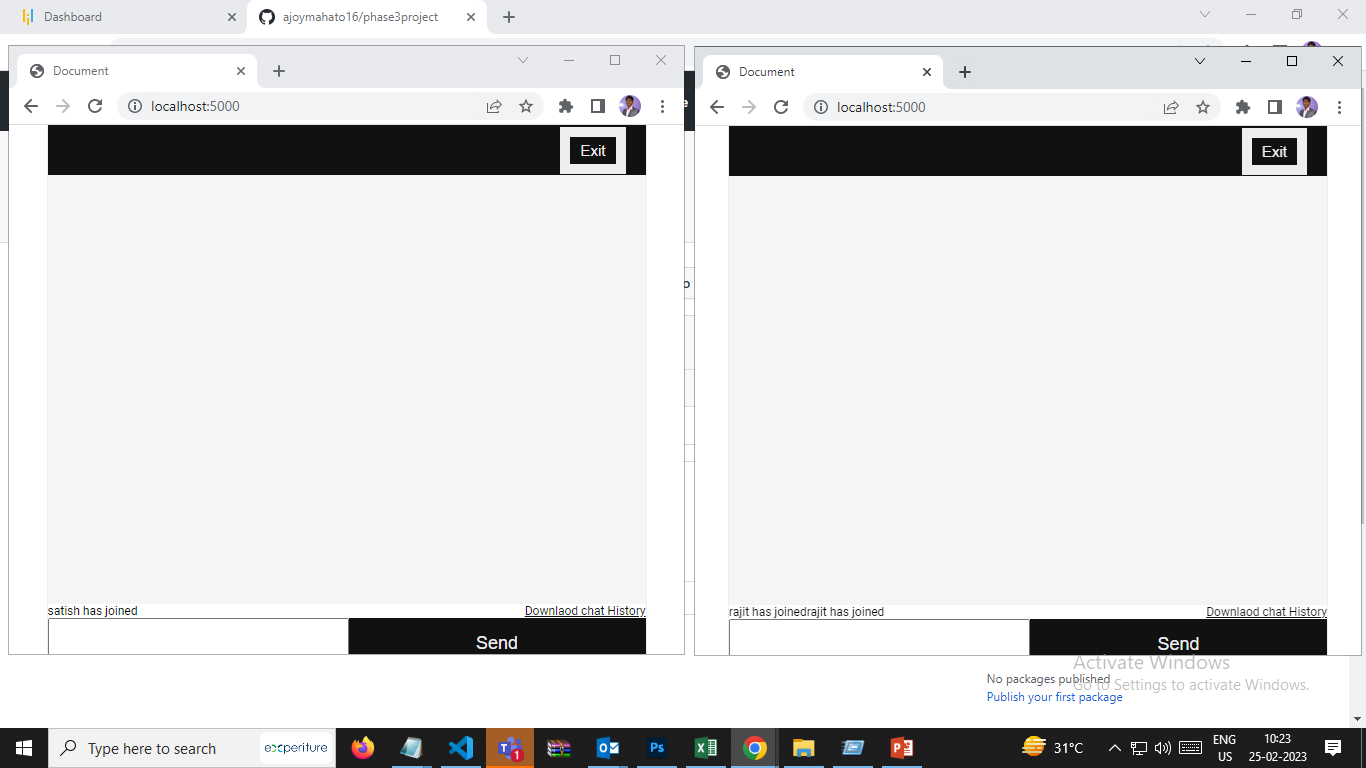 Dashboard
ajoymahato16/phase3project
Document
localhost:5000
Exit
satish has joined
Downlaod chat History
Send
Document
localhost:5000
Exit
rajit has joinedrajit has joined
Downlaod chat History
Send
e
o
Activate Windows
Go to Settings to activate Windows.
No packages published
Publish your first package
Type here to search
experiture
1
31°C
ENG
US
10:23
25-02-2023